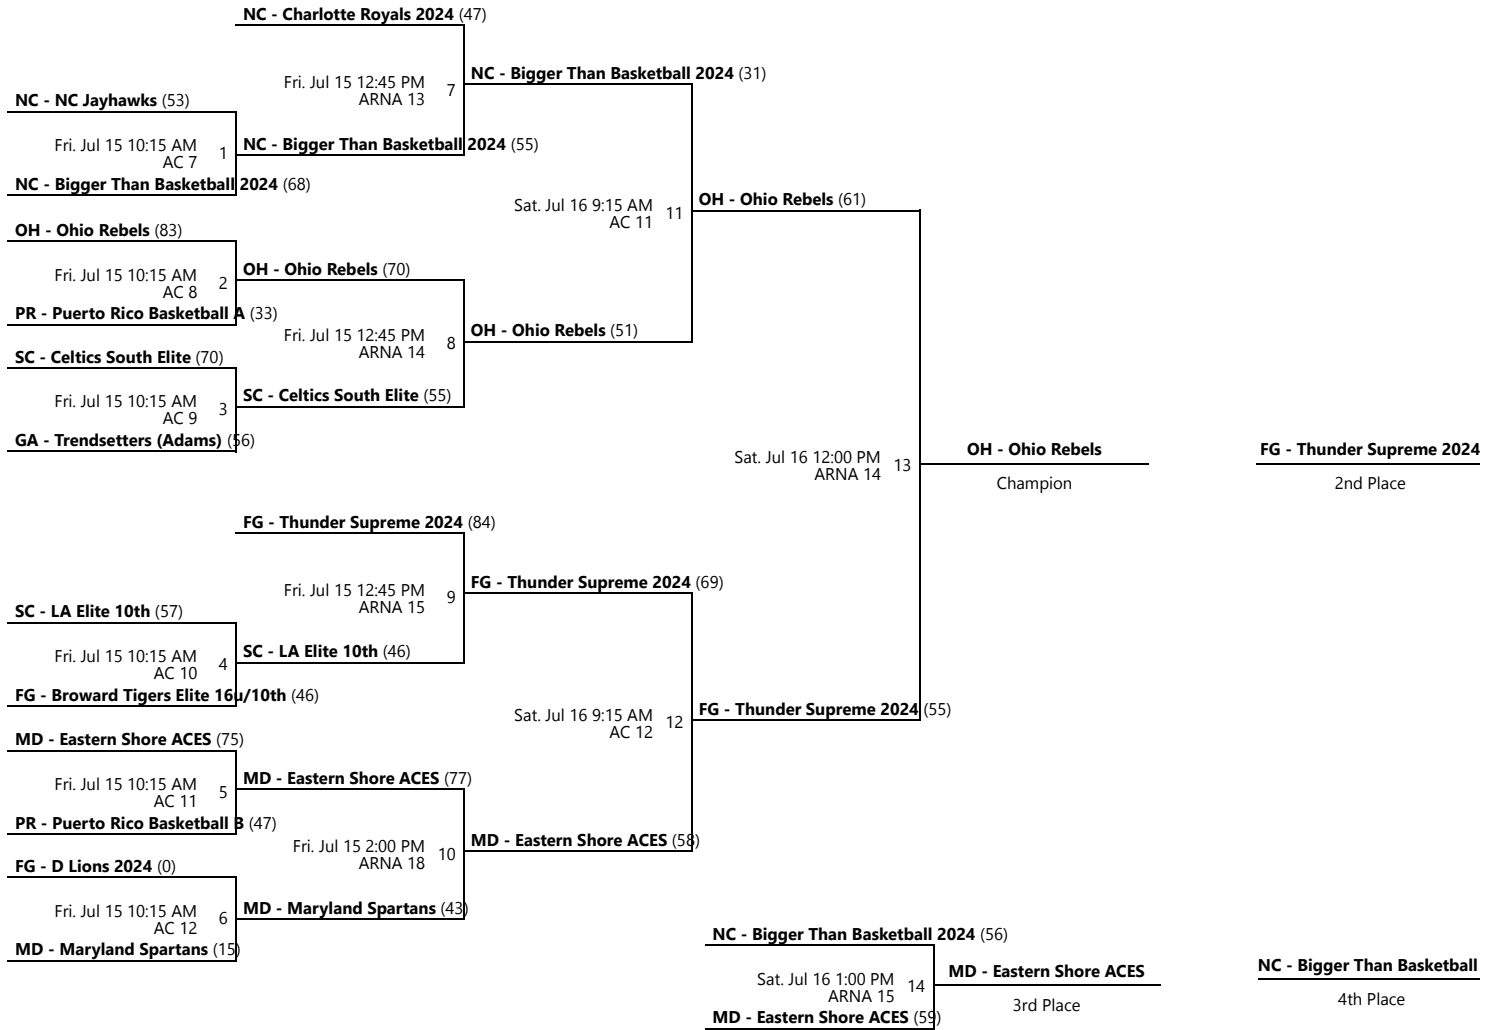 NC - Charlotte Royals 2024 (47)
Fri. Jul 15 12:45 PM
ARNA 13
7
NC - Bigger Than Basketball 2024 (31)
NC - NC Jayhawks (53)
Fri. Jul 15 10:15 AM
AC 7
1
NC - Bigger Than Basketball 2024 (55)
NC - Bigger Than Basketball 2024 (68)
Sat. Jul 16 9:15 AM
AC 11
11
OH - Ohio Rebels (61)
OH - Ohio Rebels (83)
Fri. Jul 15 10:15 AM
AC 8
2
OH - Ohio Rebels (70)
PR - Puerto Rico Basketball A (33)
Fri. Jul 15 12:45 PM
ARNA 14
8
OH - Ohio Rebels (51)
SC - Celtics South Elite (70)
Fri. Jul 15 10:15 AM
AC 9
3
SC - Celtics South Elite (55)
GA - Trendsetters (Adams) (56)
Sat. Jul 16 12:00 PM
ARNA 14
13
OH - Ohio Rebels
Champion
FG - Thunder Supreme 2024
2nd Place
FG - Thunder Supreme 2024 (84)
Fri. Jul 15 12:45 PM
ARNA 15
9
FG - Thunder Supreme 2024 (69)
SC - LA Elite 10th (57)
Fri. Jul 15 10:15 AM
AC 10
4
SC - LA Elite 10th (46)
FG - Broward Tigers Elite 16u/10th (46)
Sat. Jul 16 9:15 AM
AC 12
12
FG - Thunder Supreme 2024 (55)
MD - Eastern Shore ACES (75)
Fri. Jul 15 10:15 AM
AC 11
5
MD - Eastern Shore ACES (77)
PR - Puerto Rico Basketball B (47)
Fri. Jul 15 2:00 PM
ARNA 18
10
MD - Eastern Shore ACES (58)
FG - D Lions 2024 (0)
Fri. Jul 15 10:15 AM
AC 12
6
MD - Maryland Spartans (43)
MD - Maryland Spartans (15)
NC - Bigger Than Basketball 2024 (56)
Sat. Jul 16 1:00 PM
ARNA 15
14
MD - Eastern Shore ACES
3rd Place
MD - Eastern Shore ACES (59)
NC - Bigger Than Basketball
4th Place